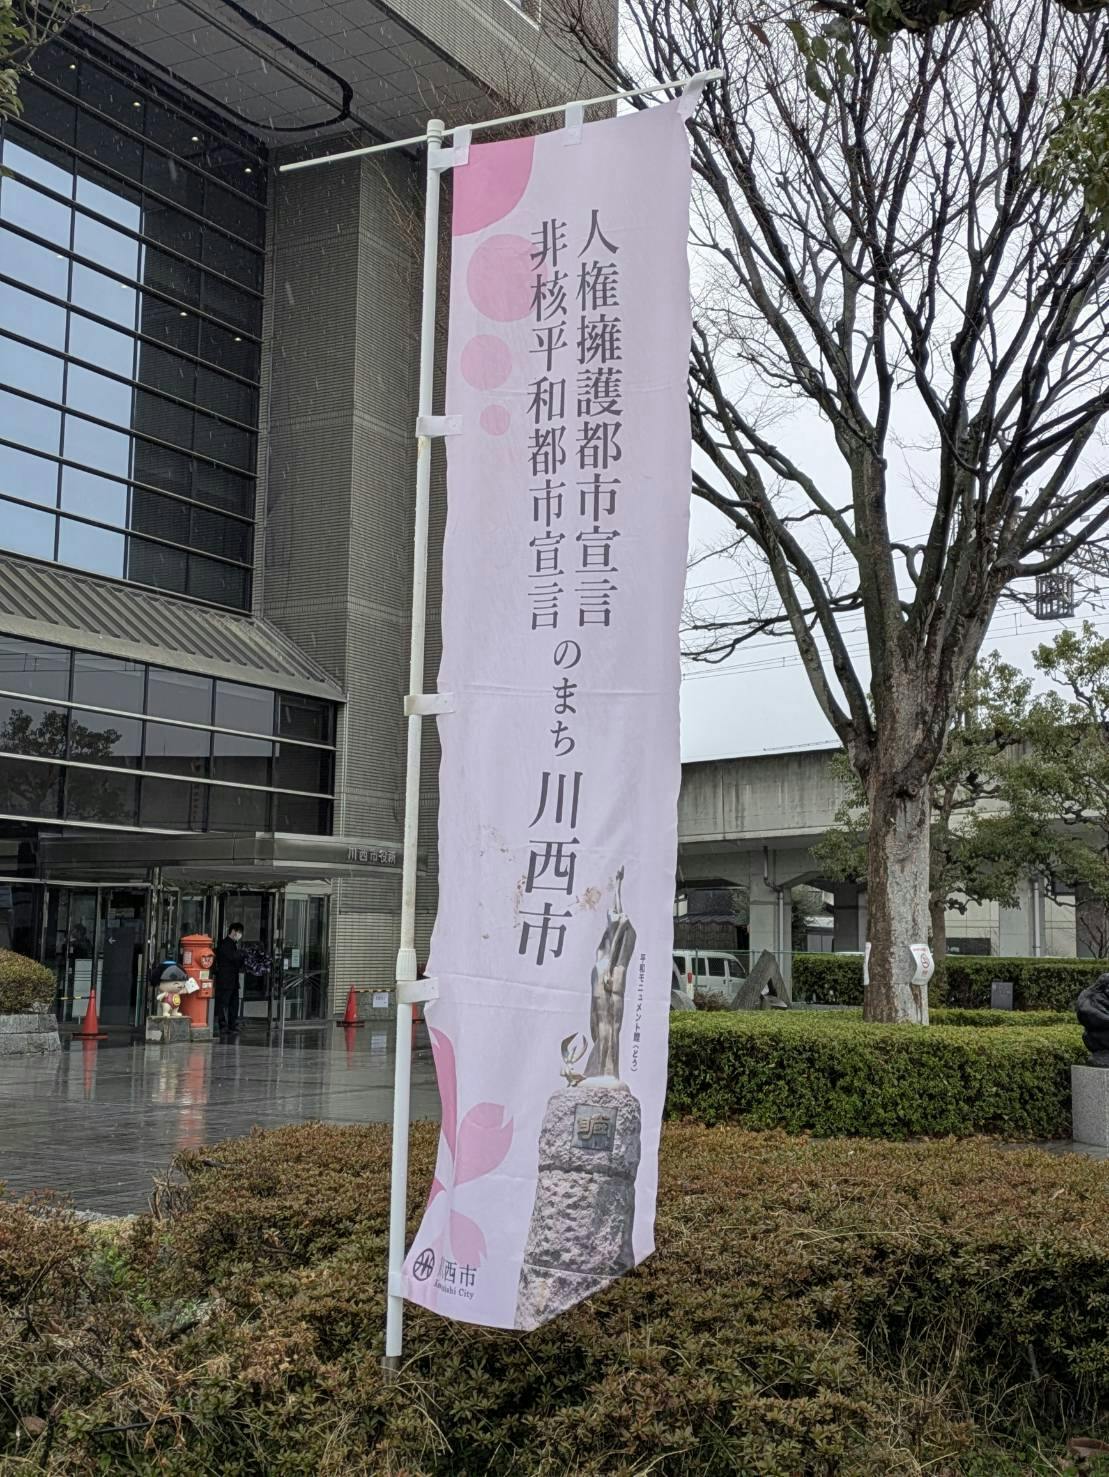 人権擁護都市宣言
非核平和都市宣言
のまち
川西市
平和モニュメント瞳（どう）
川西市
川西市役所